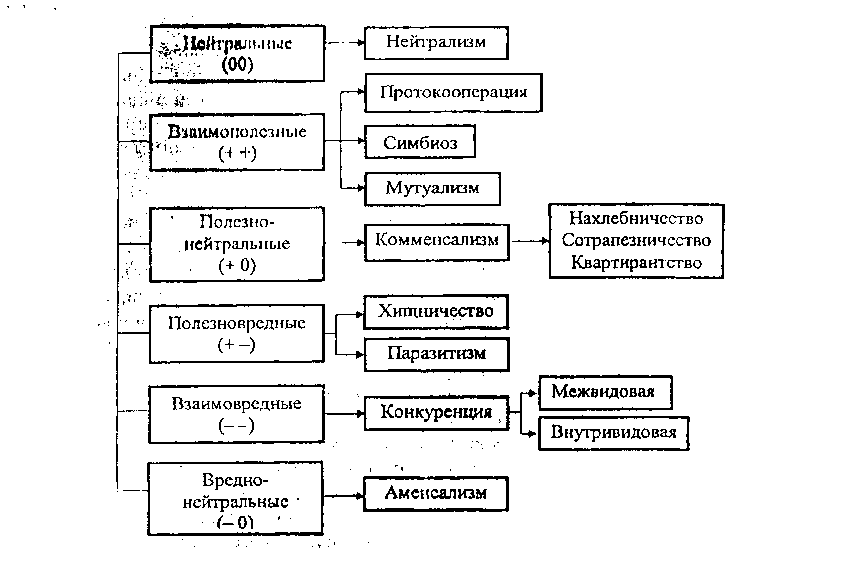 Нейтральные
(00)
Нейтрализм
Взаимополезные
(+ +)
Протокооперация
Симбиоз
Мутуализм
Полезно-
нейтральные
(+ 0)
Комменсализм
Нахлебничество
Сотрапезничество
Квартирантство
Полезновредные
(+ –)
Хищничество
Паразитизм
Взаимовредные
(– –)
Конкуренция
Межвидовая
Внутривидовая
Вредно-
нейтральные
(– 0)
Аменсализм